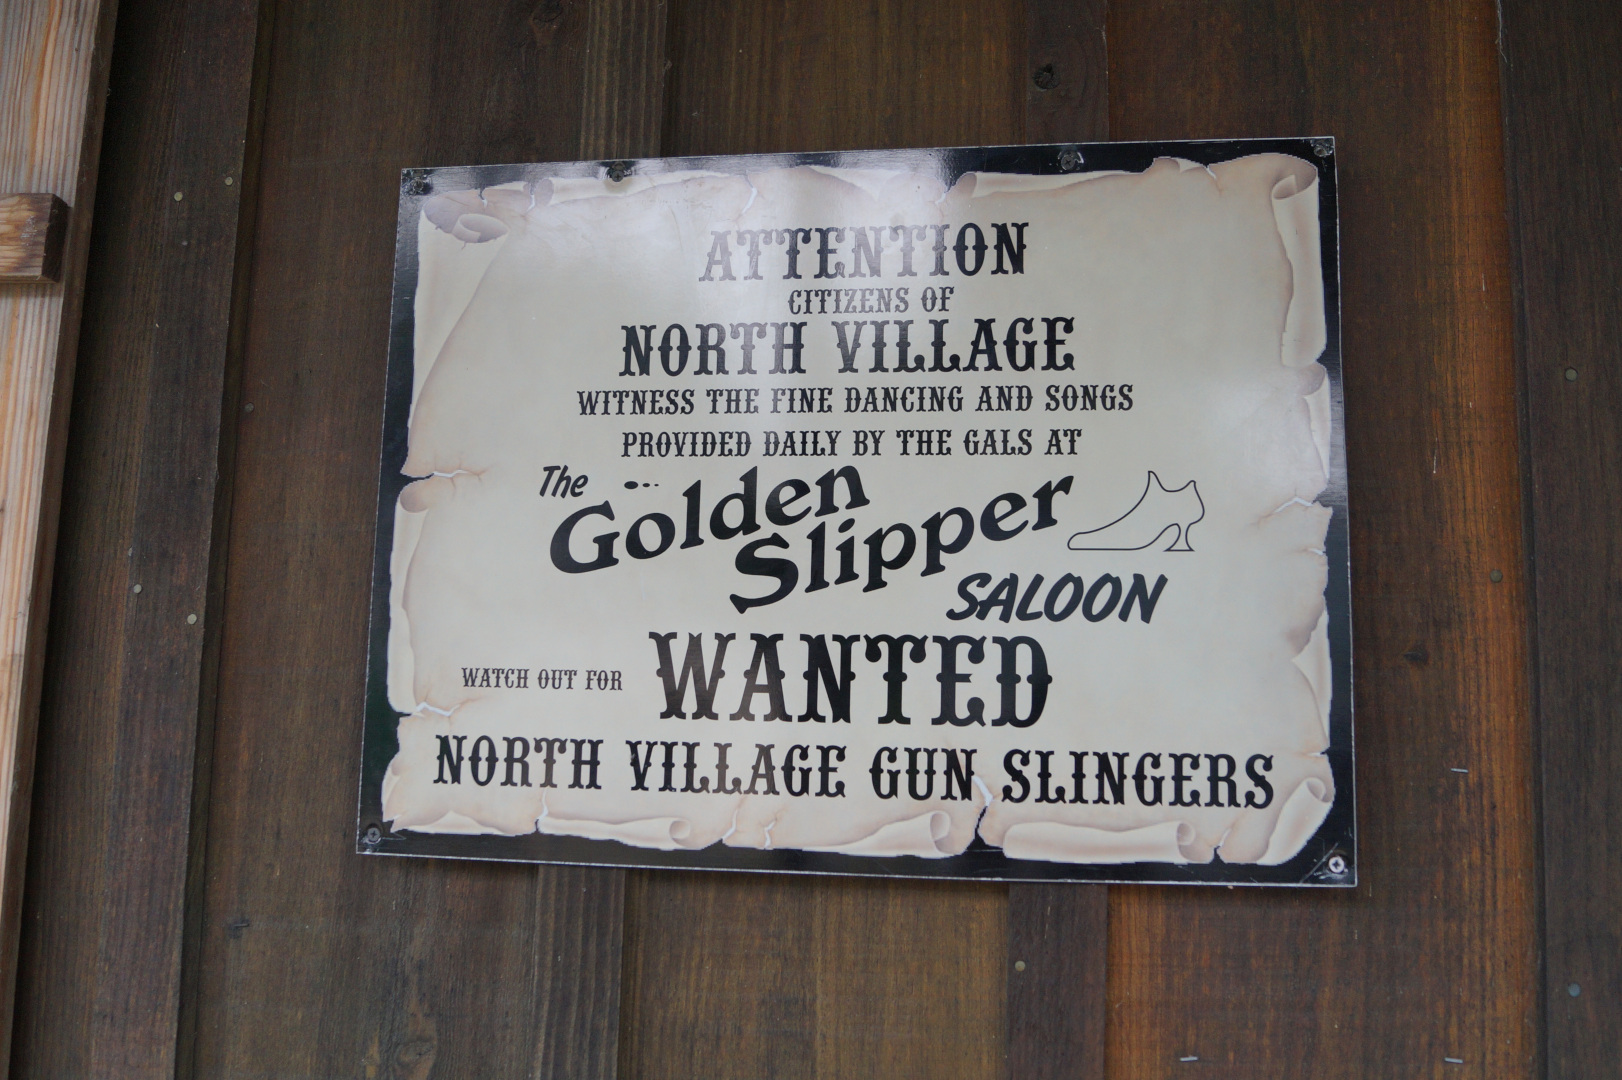 ATTENTION
CITIZENS OF
NORTH VILLAGE
WITNESS THE FINE DANCING AND SONGS
PROVIDED DAILY BY THE GALS AT
The
Golden
Slipper
SALOON
WATCH OUT FOR WANTED
NORTH VILLAGE GUN SLINGERS